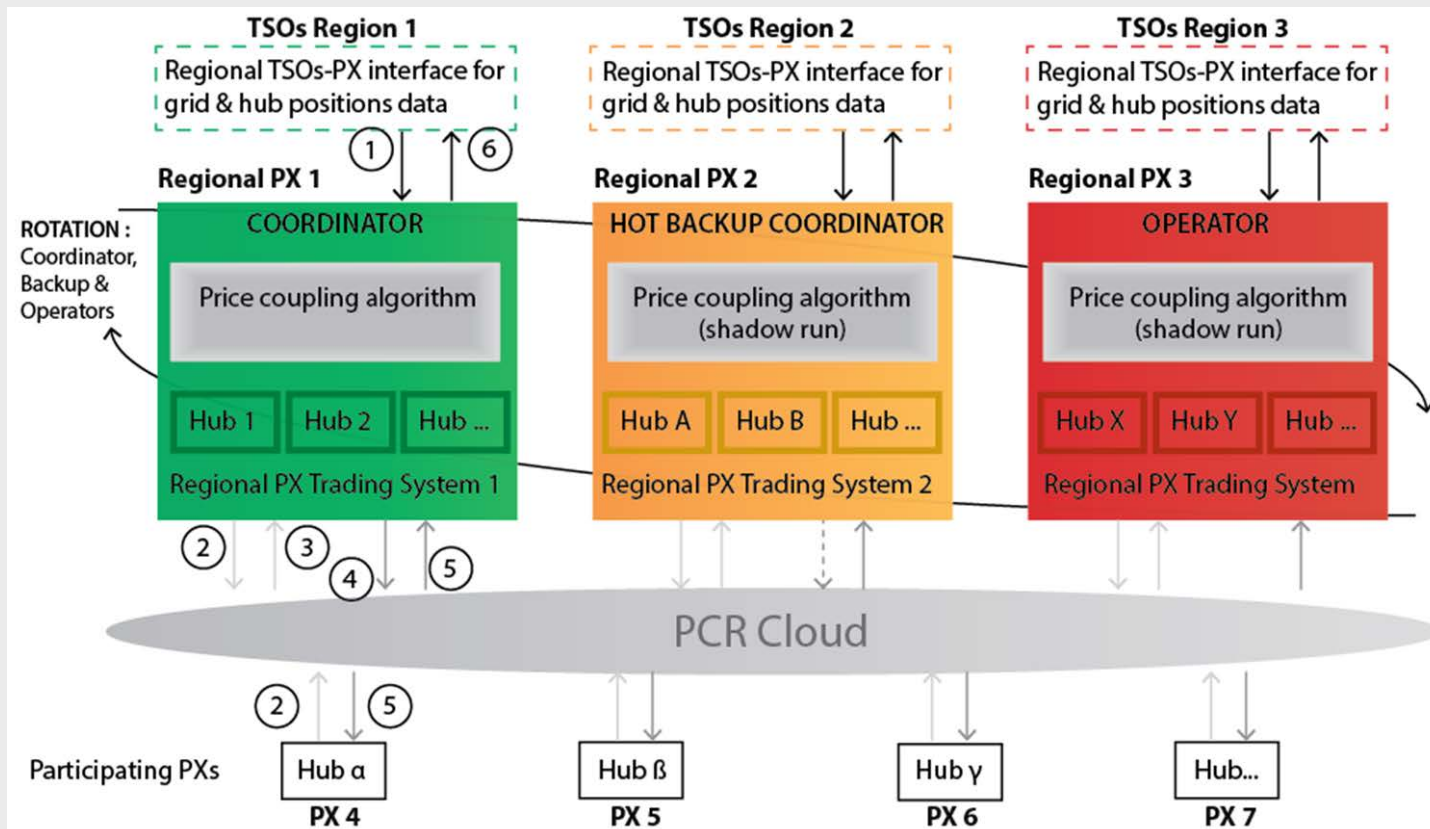 TSOs Region 1
Regional TSOs-PX interface for
grid & hub positions data
TSOs Region 2
Regional TSOs-PX interface for
grid & hub positions data
TSOs Region 3
Regional TSOs-PX interface for
grid & hub positions data
1
6
Regional PX 1
Regional PX 2
Regional PX 3
ROTATION :
Coordinator,
Backup &
Operators
COORDINATOR
Price coupling algorithm
Hub 1
Hub 2
Hub ...
Regional PX Trading System 1
HOT BACKUP COORDINATOR
Price coupling algorithm
(shadow run)
Hub A
Hub B
Hub ...
Regional PX Trading System 2
OPERATOR
Price coupling algorithm
(shadow run)
Hub X
Hub Y
Hub ...
Regional PX Trading System
2
3
4
5
PCR Cloud
2
5
Participating PXs
Hub α
PX 4
Hub ß
PX 5
Hub γ
PX 6
Hub...
PX 7